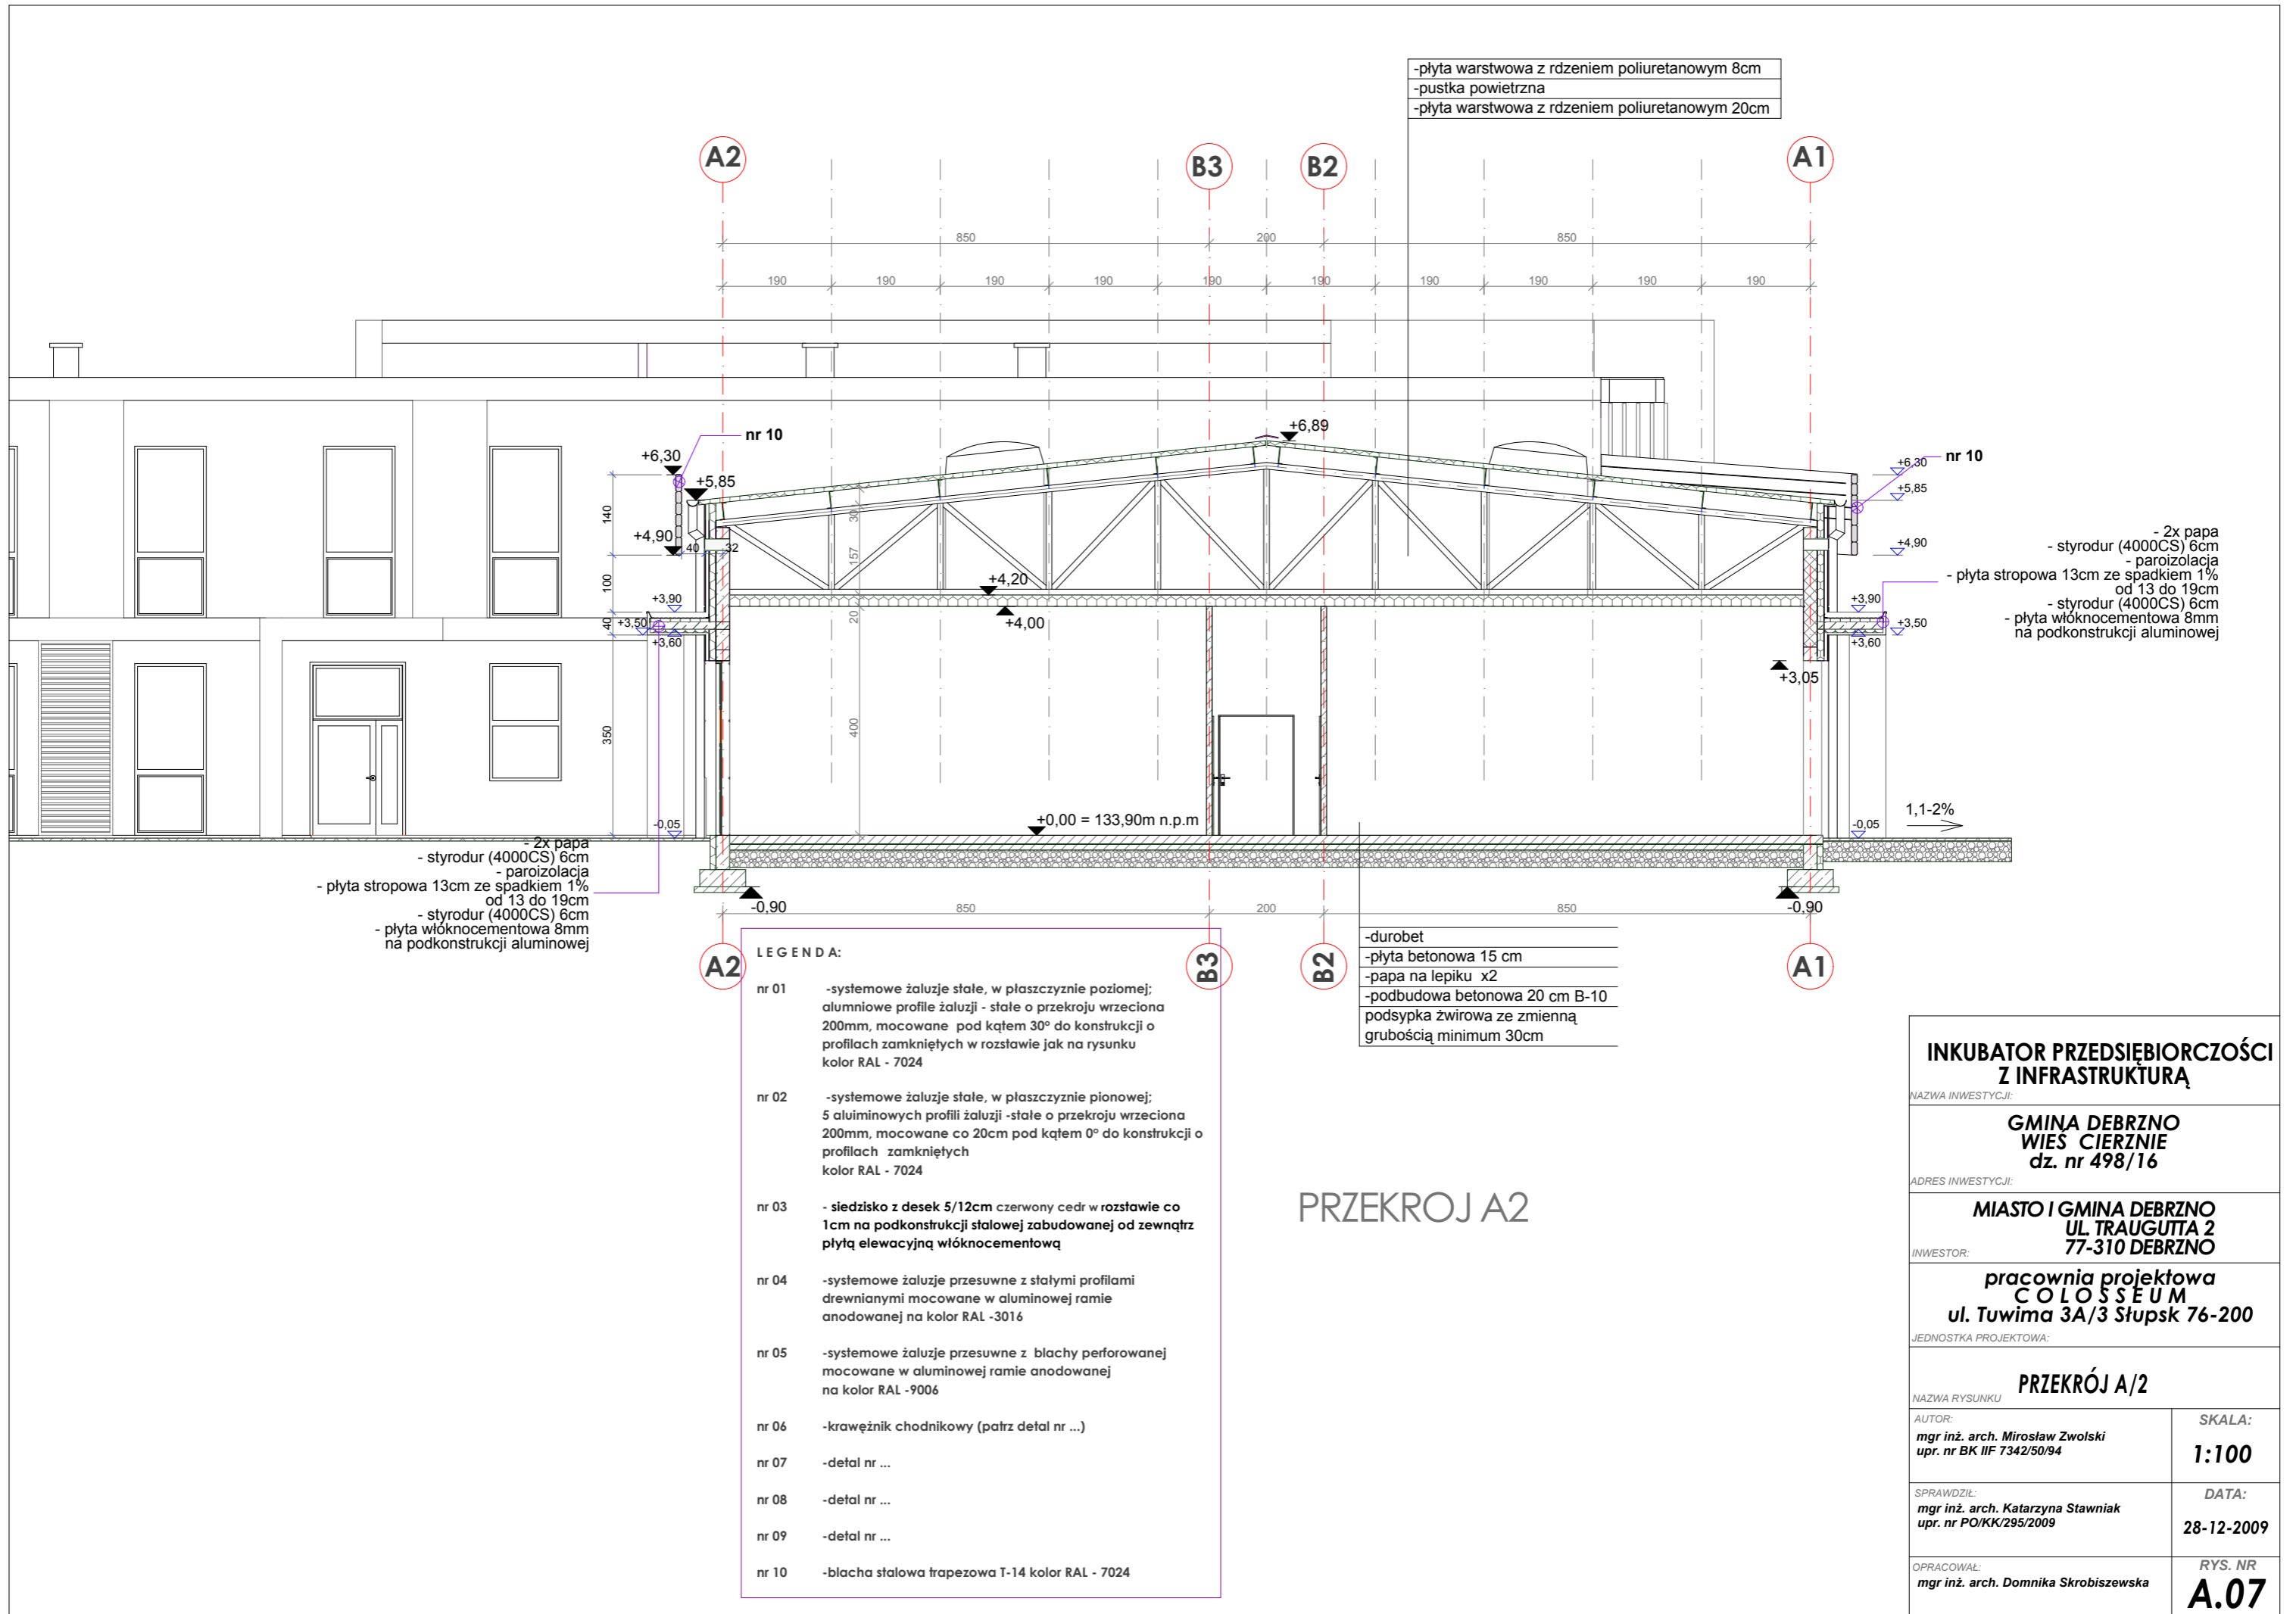 -płyta warstwowa z rdzeniem poliuretanowym 8cm
-pustka powietrzna
-płyta warstwowa z rdzeniem poliuretanowym 20cm
A2
B3
B2
A1
850
200
850
190
190
190
190
190
190
190
190
190
190
nr 10
+6,30
+5,85
+6,89
nr 10
+6,30
+5,85
140
30
+4,90
40
32
157
+4,90
- 2x papa
- styrodur (4000CS) 6cm
- paroizolacja
- płyta stropowa 13cm ze spadkiem 1%
od 13 do 19cm
- styrodur (4000CS) 6cm
- płyta włóknocementowa 8mm
na podkonstrukcji aluminowej
100
+4,20
+3,90
+3,90
40
+3,50
20
+4,00
+3,50
+3,60
+3,60
+3,05
350
400
+0,00 = 133,90m n.p.m
-0,05
-0,05
1,1-2%
- 2x papa
- styrodur (4000CS) 6cm
- paroizolacja
- płyta stropowa 13cm ze spadkiem 1%
od 13 do 19cm
- styrodur (4000CS) 6cm
- płyta włóknocementowa 8mm
na podkonstrukcji aluminowej
-0,90
850
200
850
-0,90
A2
B3
B2
A1
-durobet
-płyta betonowa 15 cm
-papa na lepiku x2
-podbudowa betonowa 20 cm B-10
podsypka żwirowa ze zmienną
grubością minimum 30cm
LEGENDA:
nr 01 -systemowe żaluzje stałe, w płaszczyznie poziomej;
alumniowe profile żaluzji - stałe o przekroju wrzeciona
200mm, mocowane pod kątem 30° do konstrukcji o
profilach zamkniętych w rozstawie jak na rysunku
kolor RAL - 7024
nr 02 -systemowe żaluzje stałe, w płaszczyznie pionowej;
5 aluiminowych profili żaluzji -stałe o przekroju wrzeciona
200mm, mocowane co 20cm pod kątem 0° do konstrukcji o
profilach zamkniętych
kolor RAL - 7024
nr 03 - siedzisko z desek 5/12cm czerwony cedr w rozstawie co
1cm na podkonstrukcji stalowej zabudowanej od zewnątrz
płytą elewacyjną włóknocementową
nr 04 -systemowe żaluzje przesuwne z stałymi profilami
drewnianymi mocowane w aluminowej ramie
anodowanej na kolor RAL -3016
nr 05 -systemowe żaluzje przesuwne z blachy perforowanej
mocowane w aluminowej ramie anodowanej
na kolor RAL -9006
nr 06 -krawężnik chodnikowy (patrz detal nr ...)
nr 07 -detal nr ...
nr 08 -detal nr ...
nr 09 -detal nr ...
nr 10 -blacha stalowa trapezowa T-14 kolor RAL - 7024
PRZEKROJ A2
INKUBATOR PRZEDSIĘBIORCZOŚCI
Z INFRASTRUKTURĄ
NAZWA INWESTYCJI:
GMINA DEBRZNO
WIEŚ CIERZNIE
dz. nr 498/16
ADRES INWESTYCJI:
MIASTO I GMINA DEBRZNO
UL. TRAUGUTTA 2
77-310 DEBRZNO
INWESTOR:
pracownia projektowa
COLOSSEUM
ul. Tuwima 3A/3 Słupsk 76-200
JEDNOSTKA PROJEKTOWA:
PRZEKRÓJ A/2
NAZWA RYSUNKU
AUTOR:
mgr inż. arch. Mirosław Zwolski
upr. nr BK IIF 7342/50/94
SKALA:
1:100
SPRAWDZIŁ:
mgr inż. arch. Katarzyna Stawniak
upr. nr PO/KK/295/2009
DATA:
28-12-2009
OPRACOWAŁ:
mgr inż. arch. Domnika Skrobiszewska
RYS. NR
A.07